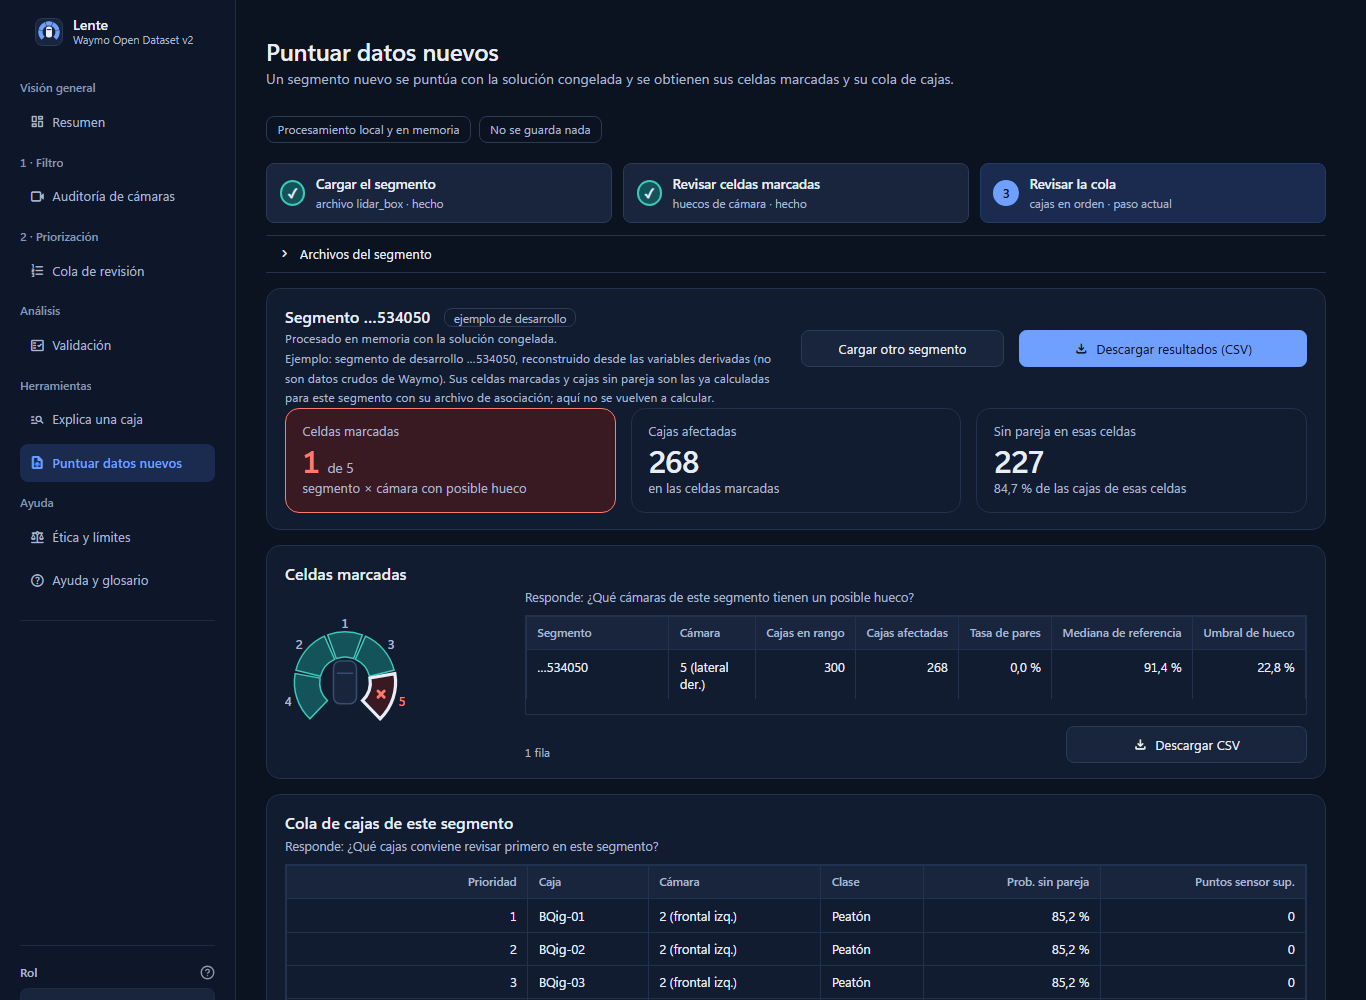 Lente
Waymo Open Dataset v2
Visión general
Resumen
1 · Filtro
Auditoría de cámaras
2 · Priorización
Cola de revisión
Análisis
Validación
Herramientas
Explica una caja
Puntuar datos nuevos
Ayuda
Ética y límites
Ayuda y glosario
Rol
Puntuar datos nuevos
Un segmento nuevo se puntúa con la solución congelada y se obtienen sus celdas marcadas y su cola de cajas.
Procesamiento local y en memoria
No se guarda nada
Cargar el segmento
archivo lidar_box · hecho
Revisar celdas marcadas
huecos de cámara · hecho
3
Revisar la cola
cajas en orden · paso actual
Archivos del segmento
Segmento …534050
ejemplo de desarrollo
Procesado en memoria con la solución congelada.
Ejemplo: segmento de desarrollo …534050, reconstruido desde las variables derivadas (no
son datos crudos de Waymo). Sus celdas marcadas y cajas sin pareja son las ya calculadas
para este segmento con su archivo de asociación; aquí no se vuelven a calcular.
Cargar otro segmento
Descargar resultados (CSV)
Celdas marcadas
1 de 5
segmento × cámara con posible hueco
Cajas afectadas
268
en las celdas marcadas
Sin pareja en esas celdas
227
84,7 % de las cajas de esas celdas
Celdas marcadas
1
2
3
4
5
Responde: ¿Qué cámaras de este segmento tienen un posible hueco?
Segmento Cámara Cajas en rango Cajas afectadas Tasa de pares Mediana de referencia Umbral de hueco
…534050 5 (lateral der.) 300 268 0,0 % 91,4 % 22,8 %
1 fila
Descargar CSV
Cola de cajas de este segmento
Responde: ¿Qué cajas conviene revisar primero en este segmento?
Prioridad Caja Cámara Clase Prob. sin pareja Puntos sensor sup.
1 BQig-01 2 (frontal izq.) Peatón 85,2 % 0
2 BQig-02 2 (frontal izq.) Peatón 85,2 % 0
3 BQig-03 2 (frontal izq.) Peatón 85,2 % 0